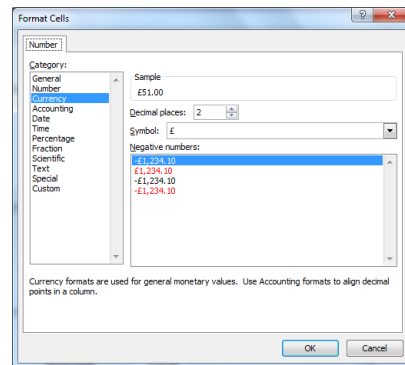 Format Cells
Number
Category:
General
Number
Currency
Accounting
Date
Time
Percentage
Fraction
Scientific
Text
Special
Custom
Sample
£51.00
Decimal places: 2
Symbol: £
Negative numbers:
-£1,234.10
£1,234.10
-£1,234.10
-£1,234.10
Currency formats are used for general monetary values. Use Accounting formats to align decimal
points in a column.
OK Cancel